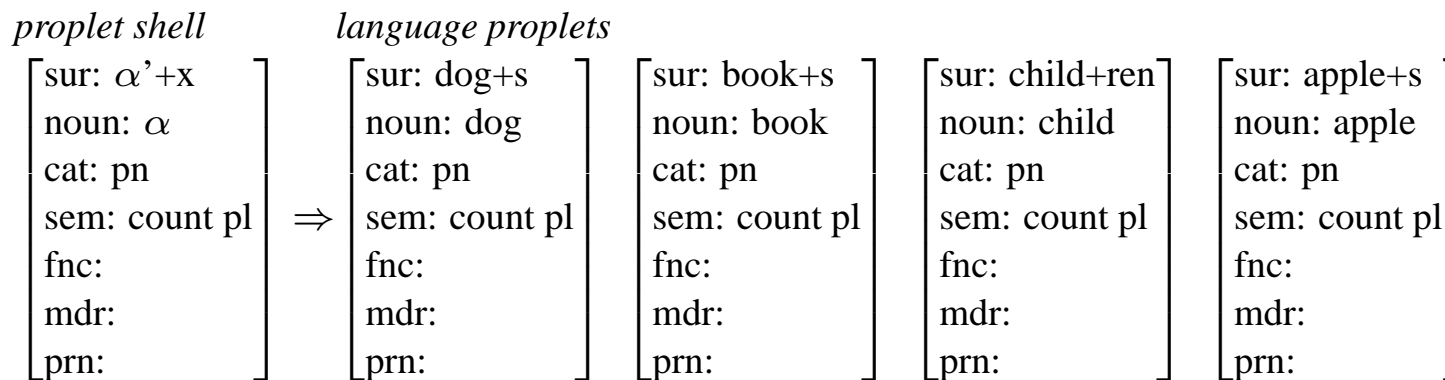 proplet shell language proplets
sur: α’+x sur: dog+s sur: book+s sur: child+ren sur: apple+s
noun: α noun: dog noun: book noun: child noun: apple
cat: pn cat: pn cat: pn cat: pn cat: pn
sem: count pl ⇒ sem: count pl sem: count pl sem: count pl sem: count pl
fnc: fnc: fnc: fnc: fnc:
mdr: mdr: mdr: mdr: mdr:
prn: prn: prn: prn: prn: